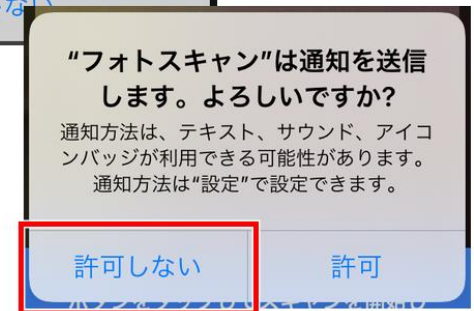 “フォトスキャン”は通知を送信
します。よろしいですか?
通知方法は、テキスト、サウンド、アイコ
ンバッジが利用できる可能性があります。
通知方法は“設定”で設定できます。
許可しない
許可